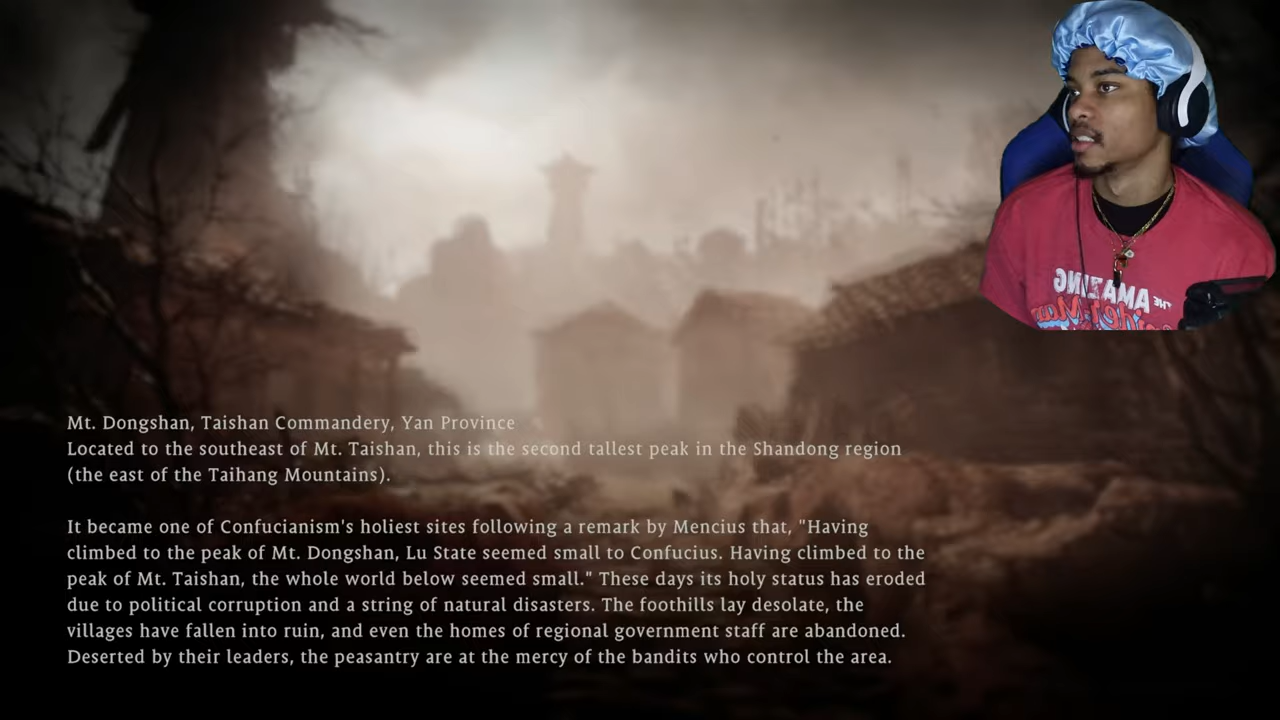 Mt. Dongshan, Taishan Commandery, Yan Province
Located to the southeast of Mt. Taishan, this is the second tallest peak in the Shandong region
(the east of the Taihang Mountains).
It became one of Confucianism's holiest sites following a remark by Mencius that, "Having
climbed to the peak of Mt. Dongshan, Lu State seemed small to Confucius. Having climbed to the
peak of Mt. Taishan, the whole world below seemed small." These days its holy status has eroded
due to political corruption and a string of natural disasters. The foothills lay desolate, the
villages have fallen into ruin, and even the homes of regional government staff are abandoned.
Deserted by their leaders, the peasantry are at the mercy of the bandits who control the area.
THE AMAZING